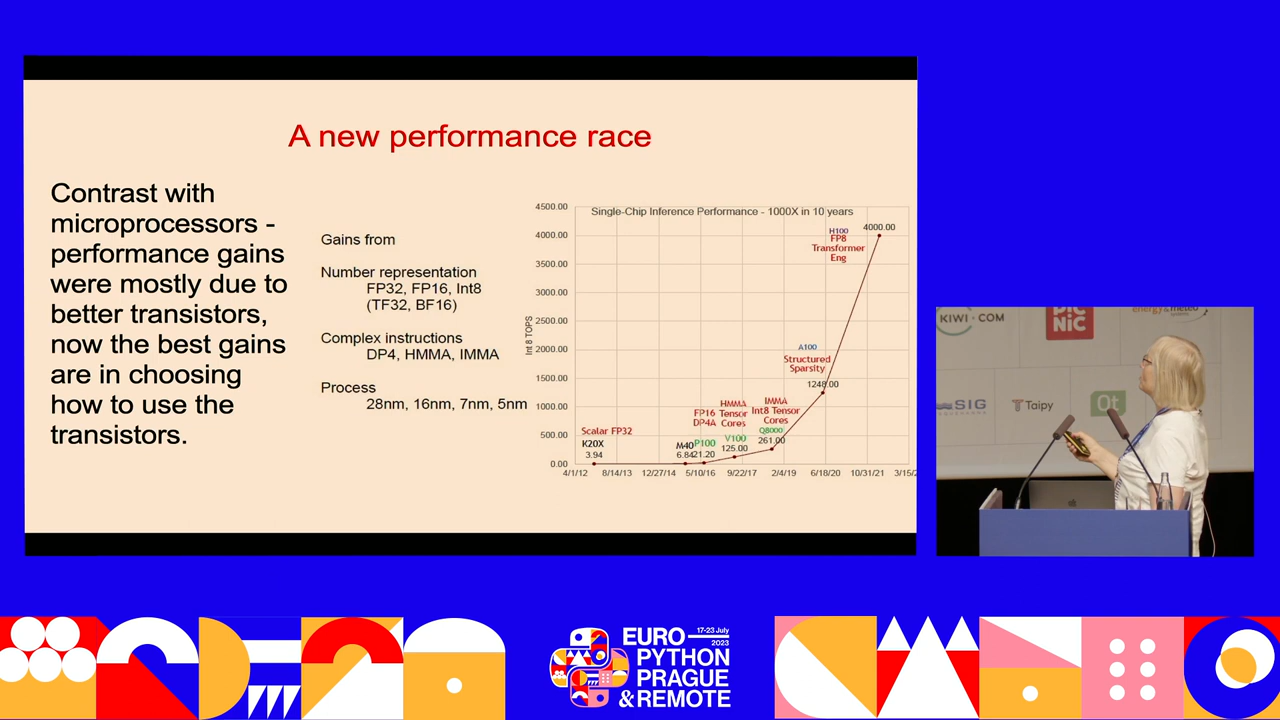 A new performance race
Contrast with
microprocessors -
performance gains
were mostly due to
better transistors,
now the best gains
are in choosing
how to use the
transistors.
Gains from
Number representation
FP32, FP16, Int8
(TF32, BF16)
Complex instructions
DP4, HMMA, IMMA
Process
28nm, 16nm, 7nm, 5nm
Single-Chip Inference Performance - 1000X in 10 years
Int 8 TOPS
4500.00
4000.00
3500.00
3000.00
2500.00
2000.00
1500.00
1000.00
500.00
0.00
4/1/12
8/14/13
12/27/14
5/10/16
9/22/17
2/4/19
6/18/20
10/31/21
Scalar FP32
K20X
3.94
M40
6.84
FP16
DP4A
P100
21.20
HMMA
Tensor
Cores
V100
125.00
IMMA
Int8 Tensor
Cores
Q8000
261.00
A100
Structured
Sparsity
1248.00
H100
FP8
Transformer
Eng
4000.00
KIWI.COM
PIC
NIC
SIG
Taipy
Qt
EURO
17-23 July
2023
PYTHON
PRAGUE
&REMOTE